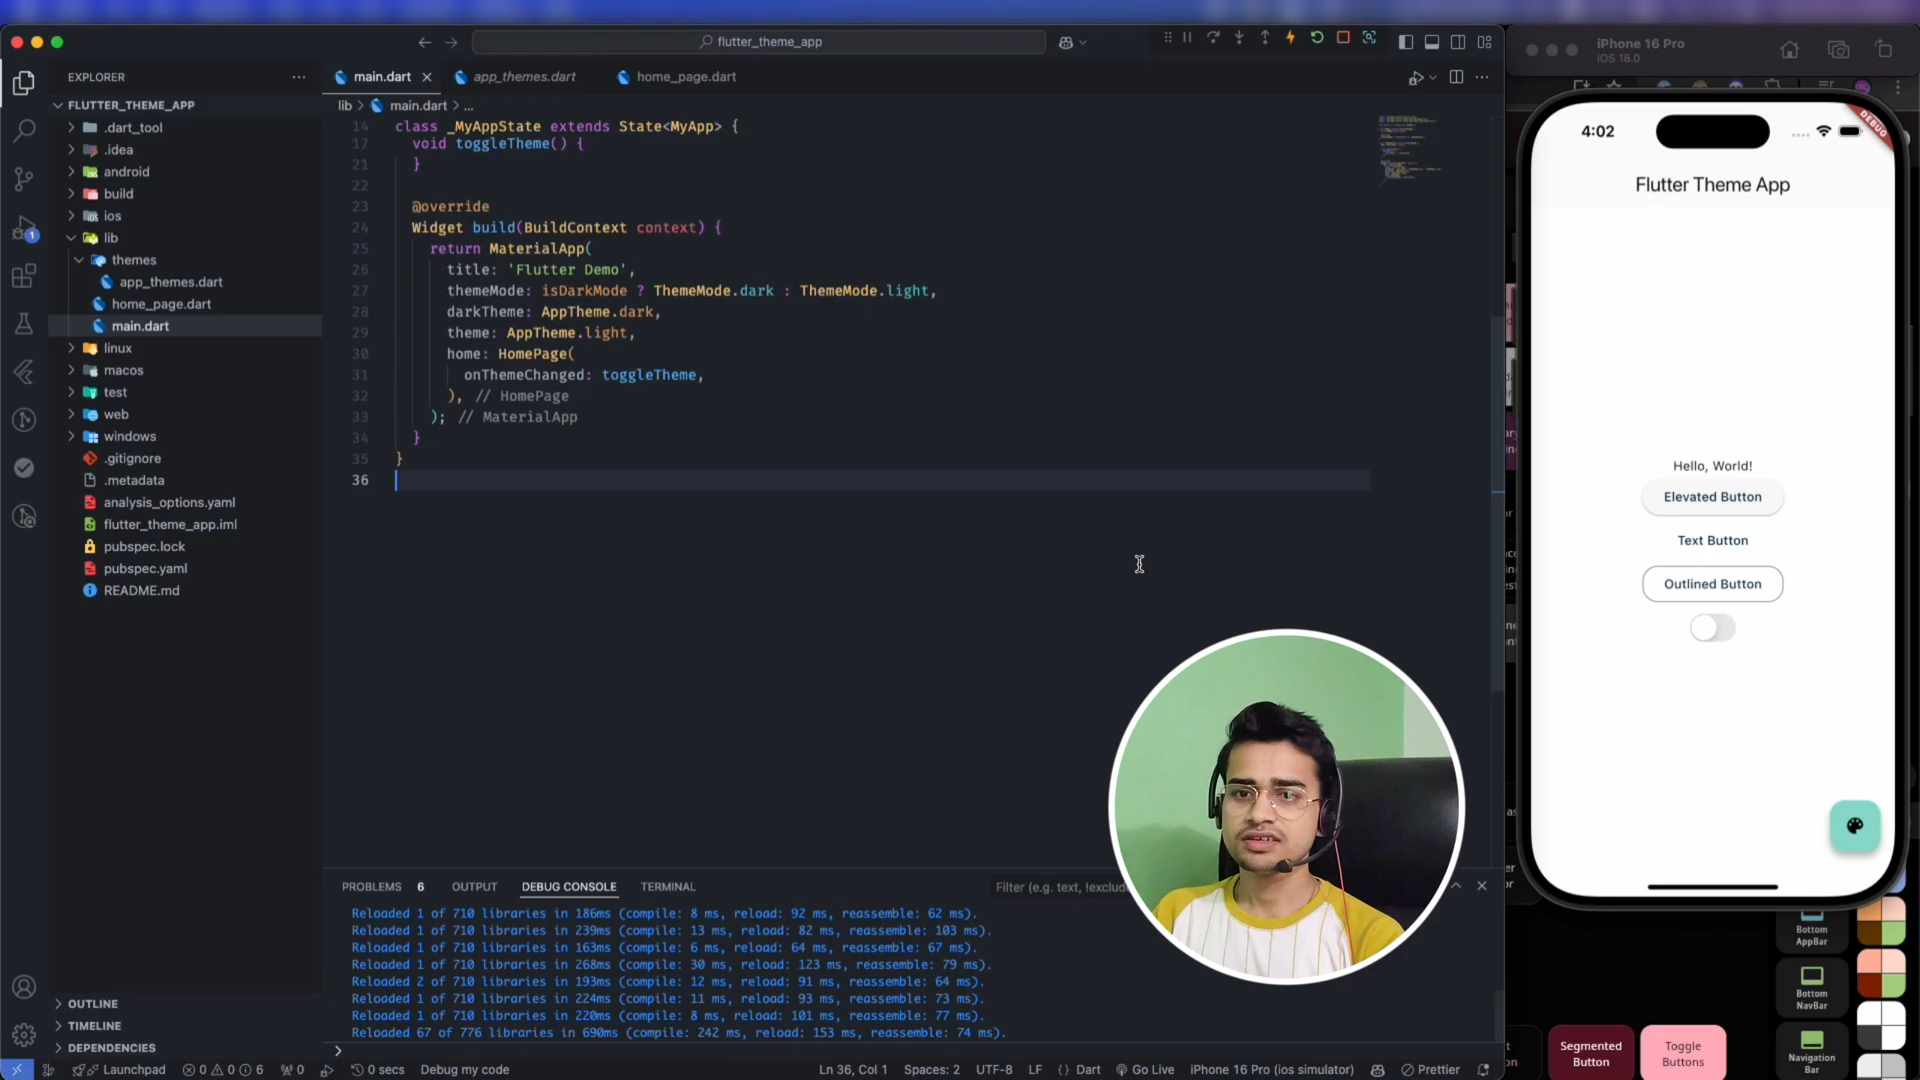 flutter_theme_app
iPhone 16 Pro
iOS 18.0
EXPLORER
main.dart
app_themes.dart
home_page.dart
FLUTTER_THEME_APP
.dart_tool
.idea
android
build
ios
lib
themes
app_themes.dart
home_page.dart
main.dart
linux
macos
test
web
windows
.gitignore
.metadata
analysis_options.yaml
flutter_theme_app.iml
pubspec.lock
pubspec.yaml
README.md
OUTLINE
TIMELINE
DEPENDENCIES
1
lib > main.dart > ...
14 class _MyAppState extends State<MyApp> {
17 void toggleTheme() {
21 }
22
23 @override
24 Widget build(BuildContext context) {
25 return MaterialApp(
26 title: 'Flutter Demo',
27 themeMode: isDarkMode ? ThemeMode.dark : ThemeMode.light,
28 darkTheme: AppTheme.dark,
29 theme: AppTheme.light,
30 home: HomePage(
31 onThemeChanged: toggleTheme,
32 ), // HomePage
33 ); // MaterialApp
34 }
35 }
36
4:02
DEBUG
Flutter Theme App
Hello, World!
Elevated Button
Text Button
Outlined Button
PROBLEMS 6 OUTPUT DEBUG CONSOLE TERMINAL
Filter (e.g. text, !exclude
Reloaded 1 of 710 libraries in 186ms (compile: 8 ms, reload: 92 ms, reassemble: 62 ms).
Reloaded 1 of 710 libraries in 239ms (compile: 13 ms, reload: 82 ms, reassemble: 103 ms).
Reloaded 1 of 710 libraries in 163ms (compile: 6 ms, reload: 64 ms, reassemble: 67 ms).
Reloaded 1 of 710 libraries in 268ms (compile: 30 ms, reload: 123 ms, reassemble: 79 ms).
Reloaded 2 of 710 libraries in 193ms (compile: 12 ms, reload: 91 ms, reassemble: 64 ms).
Reloaded 1 of 710 libraries in 224ms (compile: 11 ms, reload: 93 ms, reassemble: 73 ms).
Reloaded 1 of 710 libraries in 220ms (compile: 8 ms, reload: 101 ms, reassemble: 77 ms).
Reloaded 67 of 776 libraries in 690ms (compile: 242 ms, reload: 153 ms, reassemble: 74 ms).
Bottom
AppBar
Bottom
NavBar
Navigation
Bar
Segmented
Button
Toggle
Buttons
Launchpad 0 0 6 0 0 secs Debug my code
Ln 36, Col 1 Spaces: 2 UTF-8 LF {} Dart Go Live iPhone 16 Pro (ios simulator) Prettier